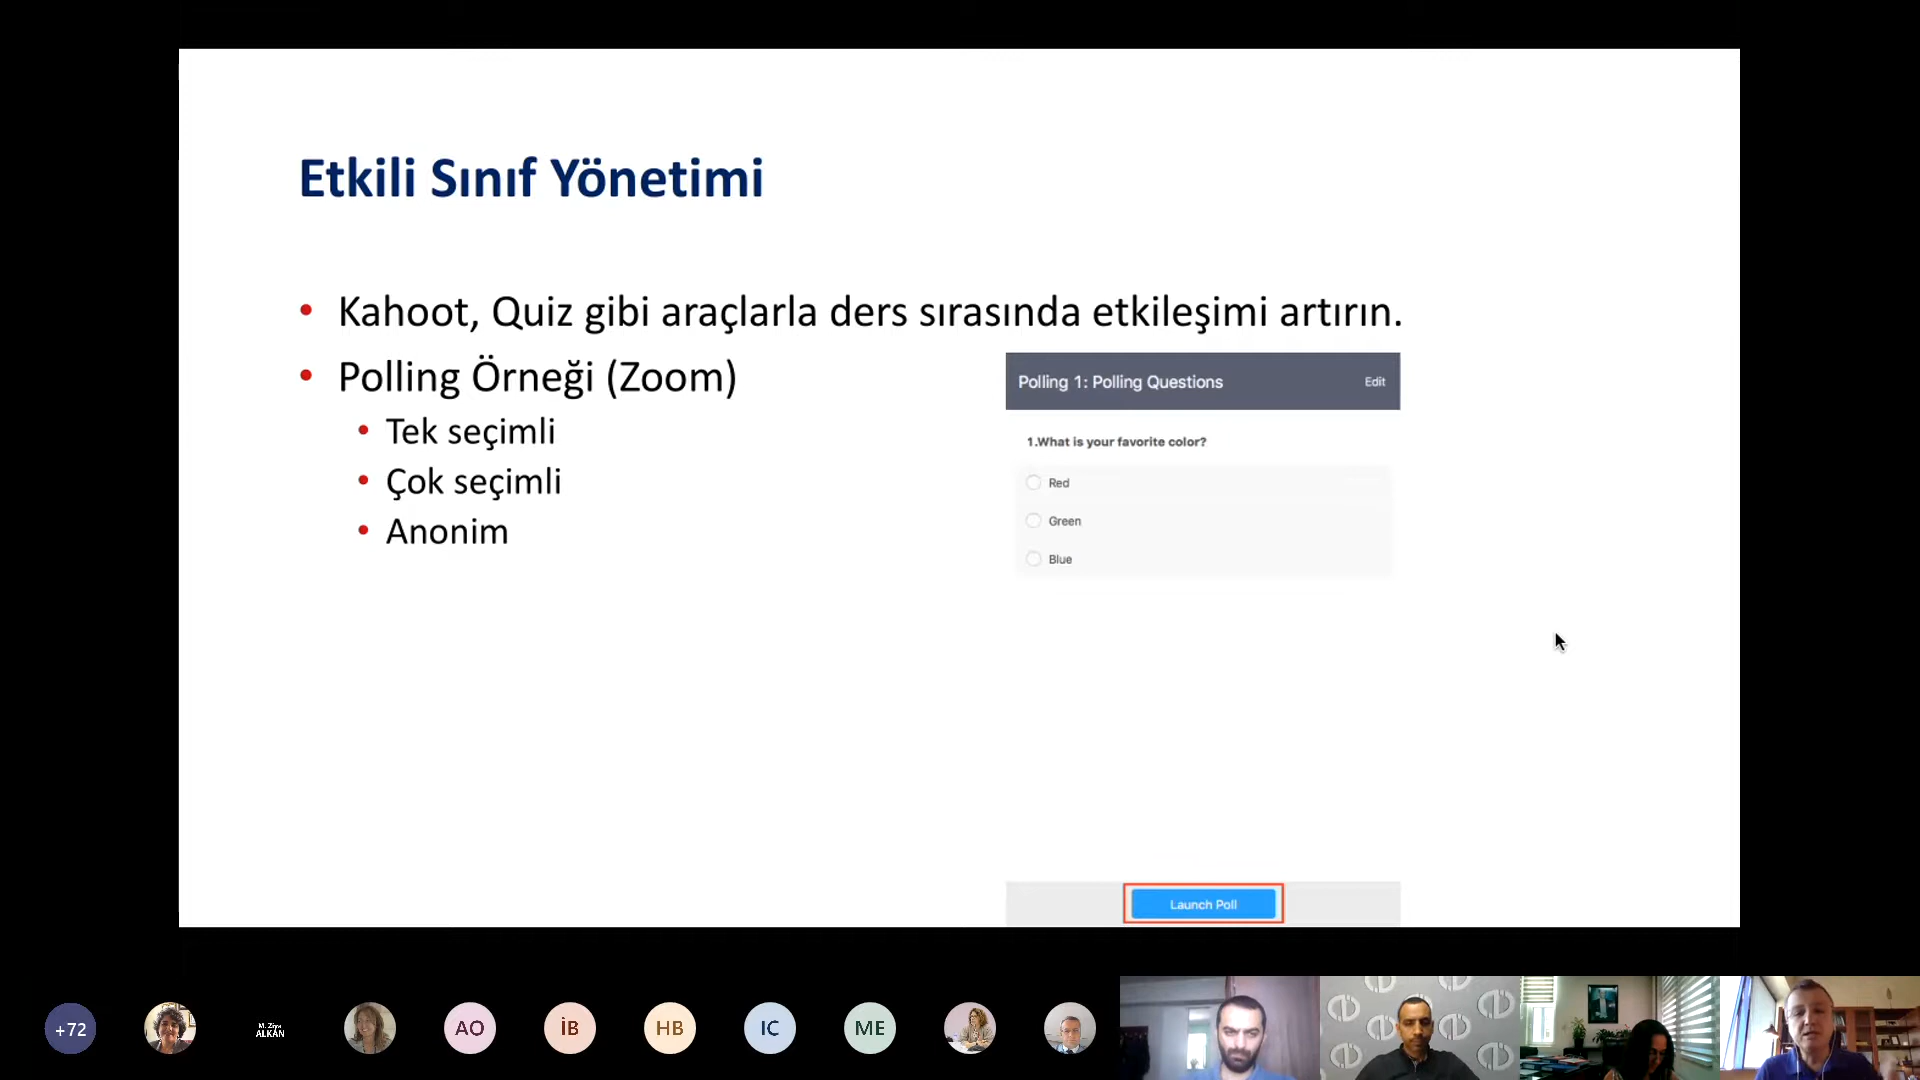 Etkili Sınıf Yönetimi
• Kahoot, Quiz gibi araçlarla ders sırasında etkileşimi artırın.
• Polling Örneği (Zoom)
• Tek seçimli
• Çok seçimli
• Anonim
Polling 1: Polling Questions Edit
1.What is your favorite color?
Red
Green
Blue
Launch Poll
+72
M. Ziya
ALKAN
AO
İB
HB
IC
ME